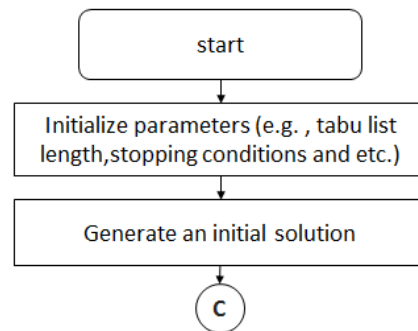 start
Initialize parameters (e.g. , tabu list
length,stopping conditions and etc.)
Generate an initial solution
C